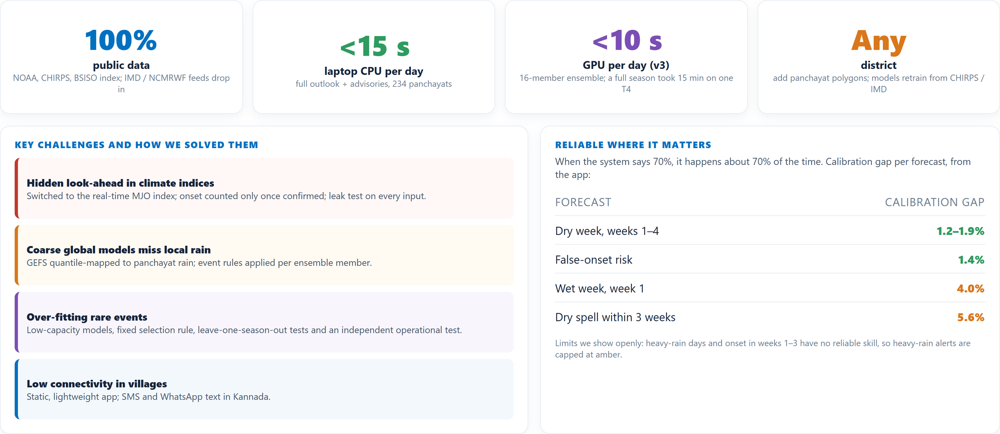 100%
public data
NOAA, CHIRPS, BSISO index; IMD / NCMRWF feeds drop
in
<15 s
laptop CPU per day
full outlook + advisories, 234 panchayats
<10 s
GPU per day (v3)
16-member ensemble; a full season took 15 min on one
T4
Any
district
add panchayat polygons; models retrain from CHIRPS /
IMD
KEY CHALLENGES AND HOW WE SOLVED THEM
Hidden look-ahead in climate indices
Switched to the real-time MJO index; onset counted only once confirmed; leak test on every input.
Coarse global models miss local rain
GEFS quantile-mapped to panchayat rain; event rules applied per ensemble member.
Over-fitting rare events
Low-capacity models, fixed selection rule, leave-one-season-out tests and an independent operational test.
Low connectivity in villages
Static, lightweight app; SMS and WhatsApp text in Kannada.
RELIABLE WHERE IT MATTERS
When the system says 70%, it happens about 70% of the time. Calibration gap per forecast, from
the app:
FORECAST CALIBRATION GAP
Dry week, weeks 1–4 1.2–1.9%
False-onset risk 1.4%
Wet week, week 1 4.0%
Dry spell within 3 weeks 5.6%
Limits we show openly: heavy-rain days and onset in weeks 1–3 have no reliable skill, so heavy-rain alerts are
capped at amber.